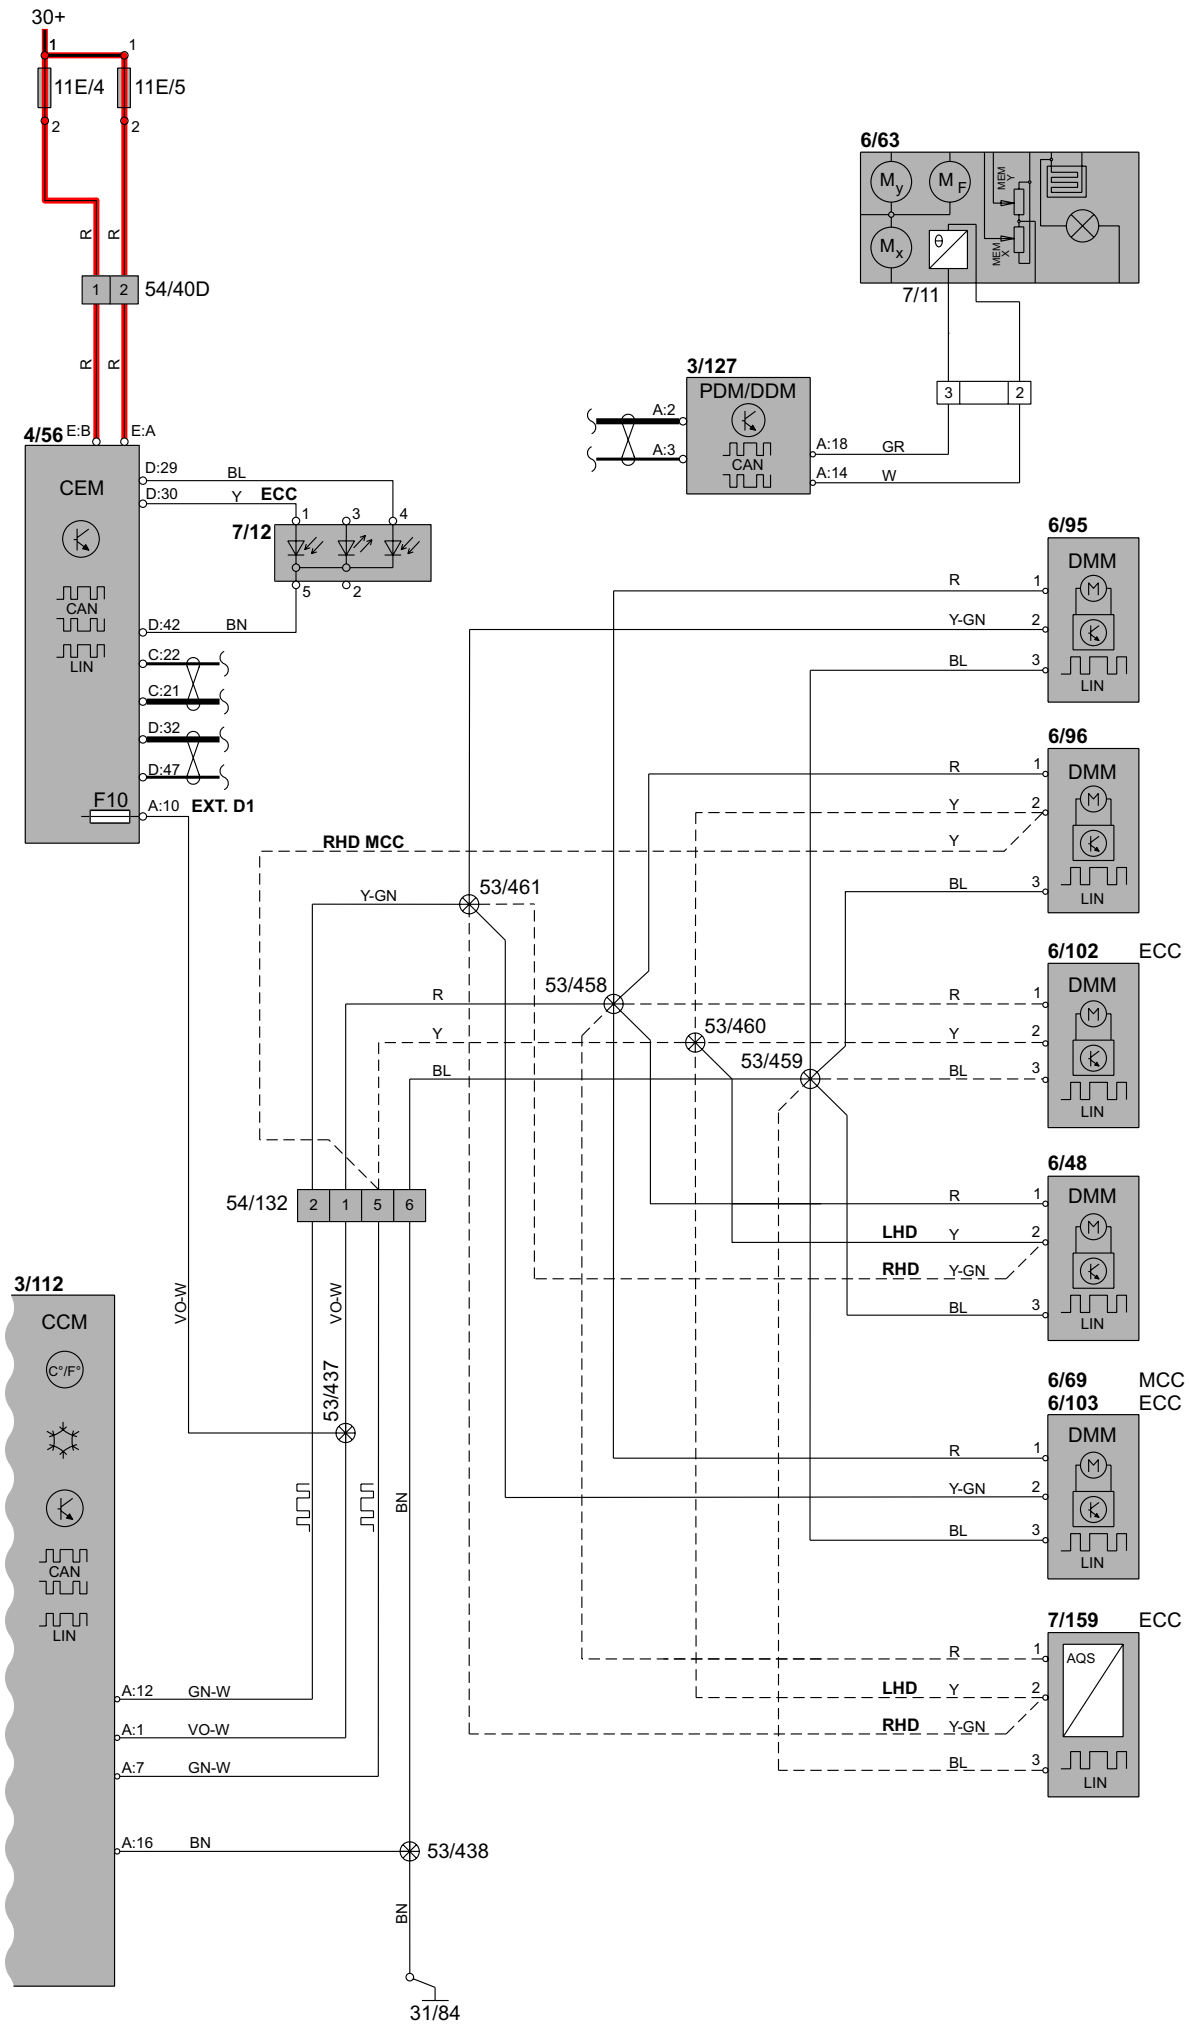 30+
1
1
11E/4
11E/5
2
2
R
R
1
2
54/40D
R
R
4/56
E:B
E:A
CEM
CAN
LIN
F10
D:29
BL
D:30
Y
ECC
7/12
1
3
4
5
2
D:42
BN
C:22
C:21
D:32
D:47
A:10
EXT. D1
6/63
My
MF
Mx
MEM Y
MEM X
θ
7/11
3
2
3/127
PDM/DDM
CAN
A:2
A:3
A:18
GR
A:14
W
6/95
DMM
M
LIN
R
1
Y-GN
2
BL
3
6/96
DMM
M
LIN
R
1
Y
2
Y
BL
3
RHD MCC
Y-GN
53/461
6/102
ECC
DMM
M
LIN
R
53/458
R
1
Y
53/460
Y
2
BL
53/459
BL
3
6/48
DMM
M
LIN
R
1
LHD
Y
2
RHD
Y-GN
BL
3
54/132
2
1
5
6
VO-W
VO-W
53/437
BN
3/112
CCM
C°/F°
CAN
LIN
6/69
MCC
6/103
ECC
DMM
M
LIN
R
1
Y-GN
2
BL
3
7/159
ECC
AQS
LIN
R
1
LHD
Y
2
RHD
Y-GN
BL
3
A:12
GN-W
A:1
VO-W
A:7
GN-W
A:16
BN
53/438
BN
31/84